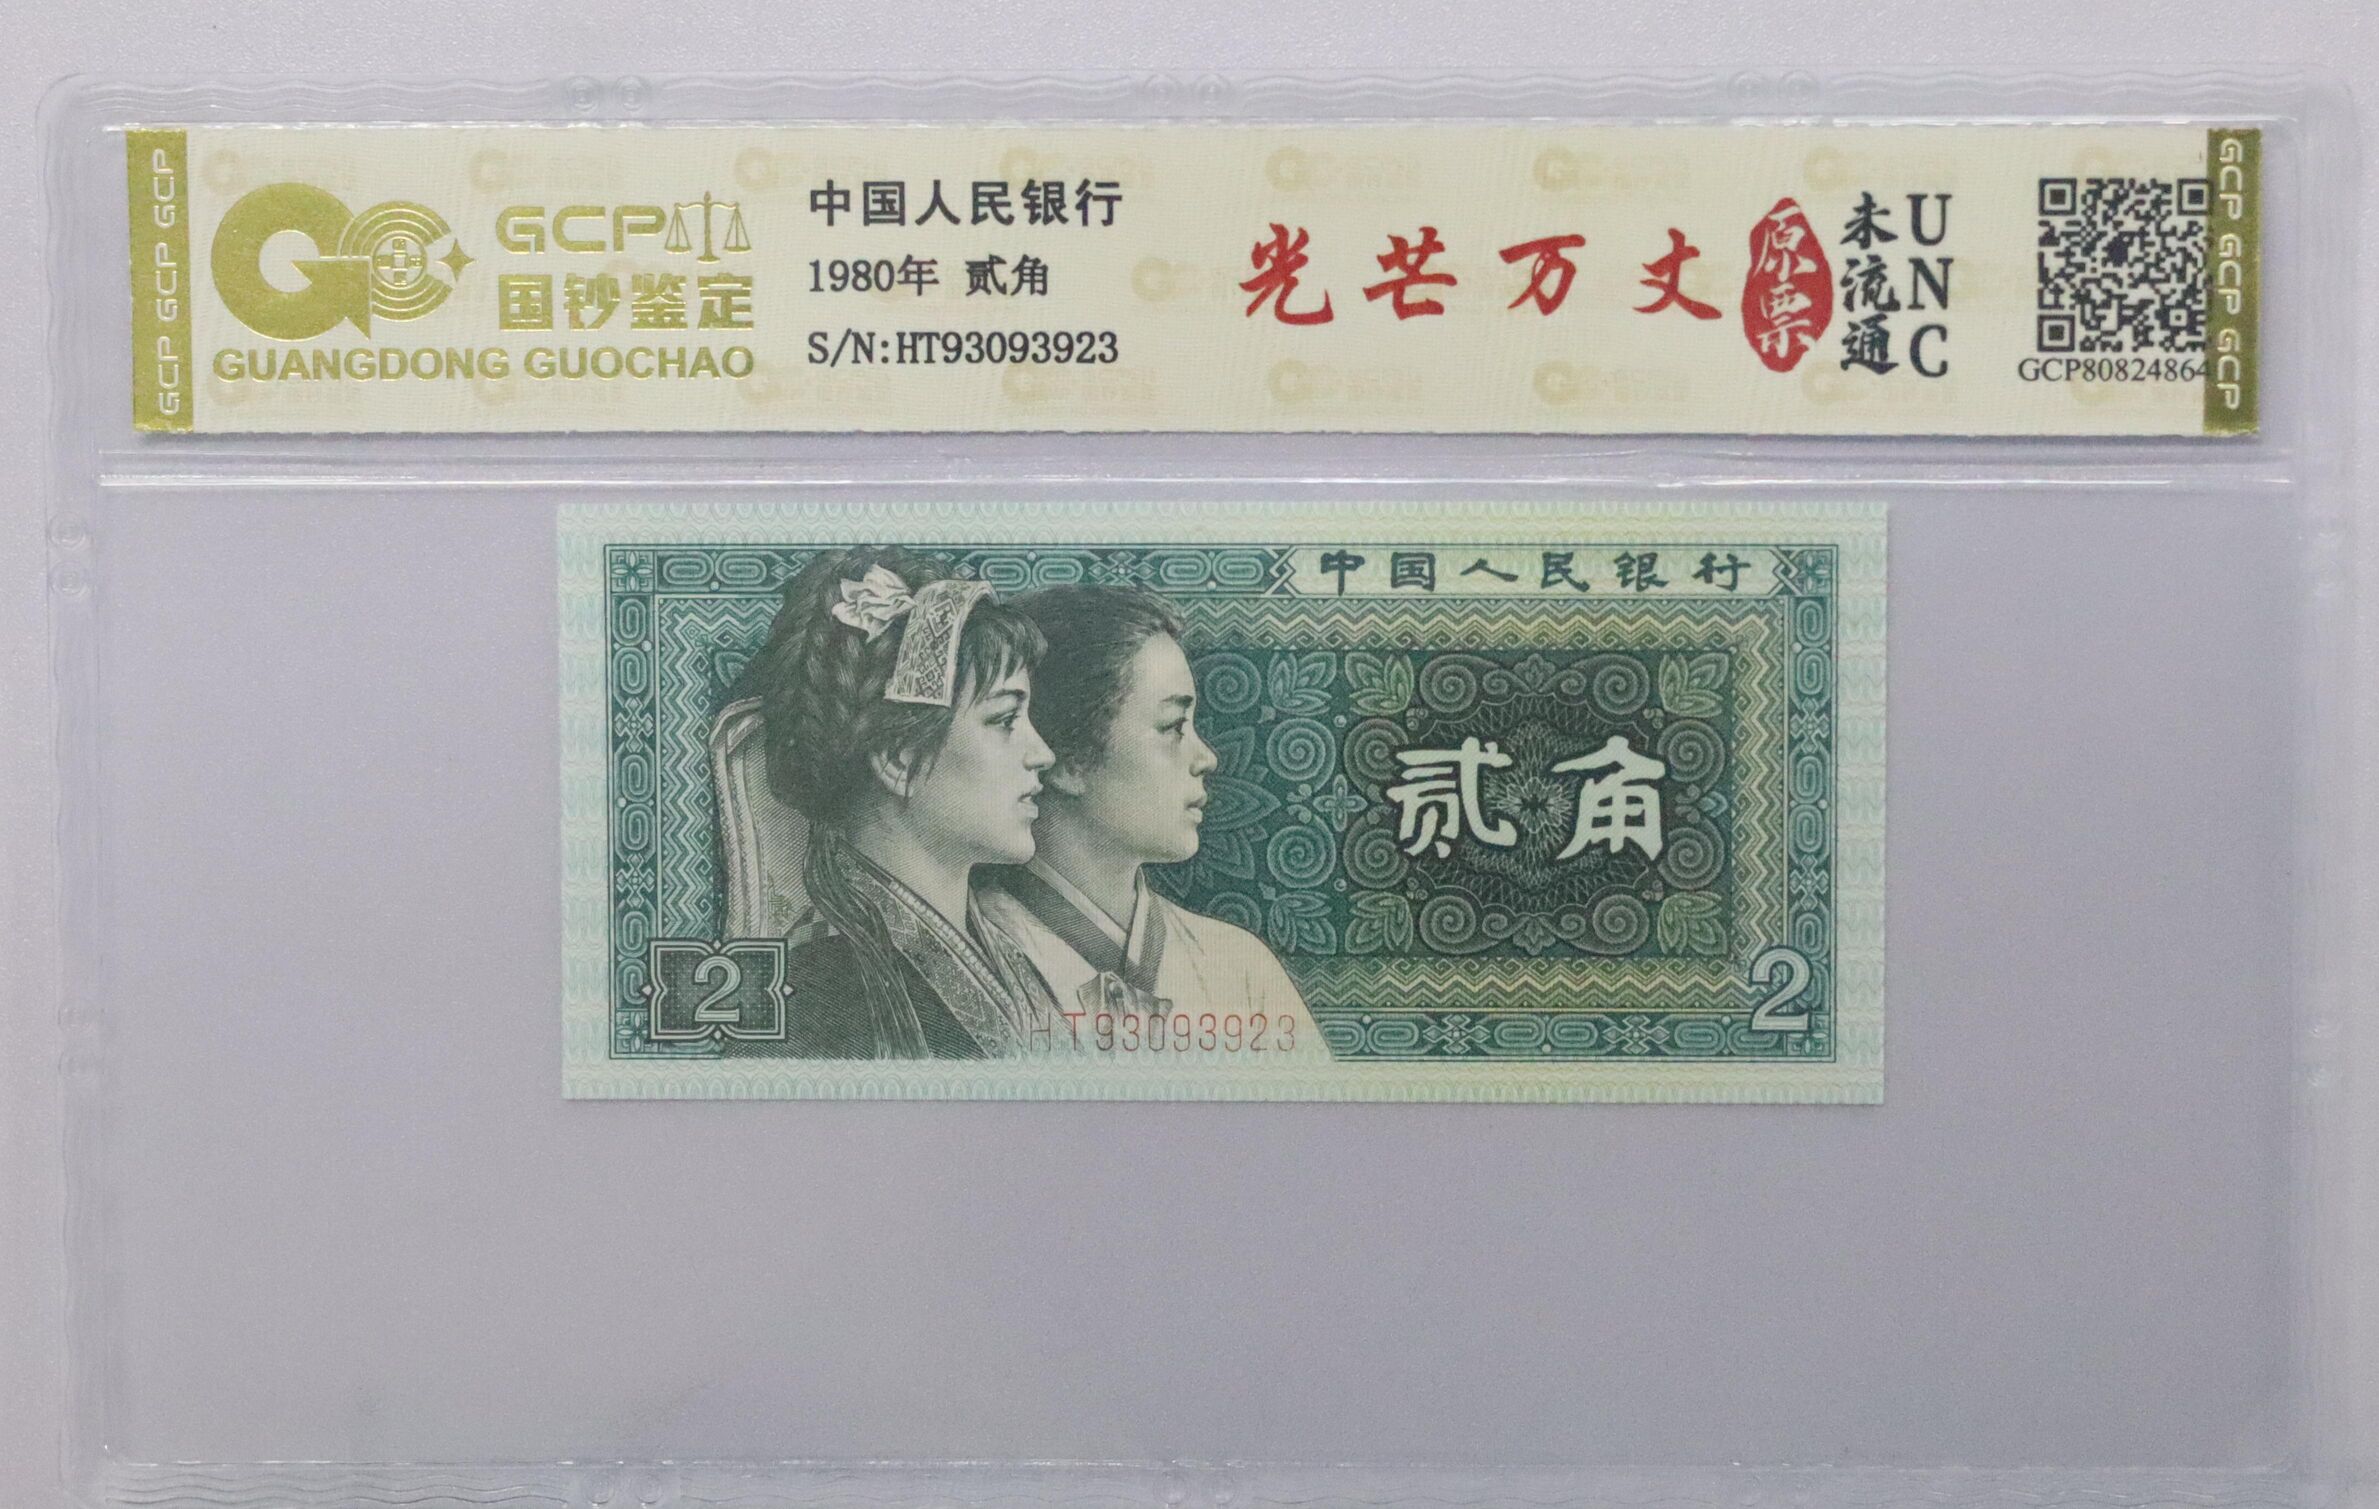 GCP GCP GCP
GCP
国钞鉴定
GUANGDONG GUOCHAO
中国人民银行
1980年 贰角
S/N:HT93093923
光芒万丈
原票
未流通
UNC
GCP80824864
GCP GCP GCP
中国人民银行
贰角
2
HT93093923
2